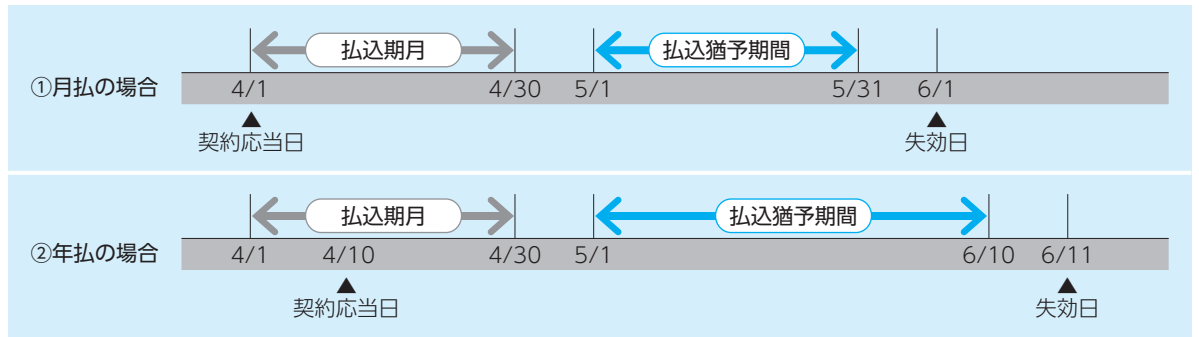 払込期月 払込猶予期間
①月払の場合 4/1 4/30 5/1 5/31 6/1
▲ ▲
契約応当日 失効日
払込期月 払込猶予期間
②年払の場合 4/1 4/10 4/30 5/1 6/10 6/11
▲ ▲
契約応当日 失効日